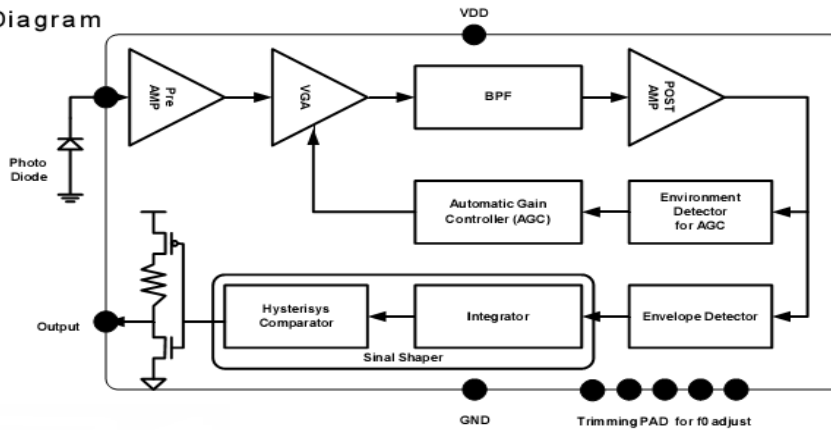 Diagram
VDD
Pre
AMP
VGA
BPF
POST
AMP
Photo
Diode
Automatic Gain
Controller (AGC)
Environment
Detector
for AGC
Output
Hysterisys
Comparator
Integrator
Envelope Detector
Sinal Shaper
GND
Trimming PAD for f0 adjust